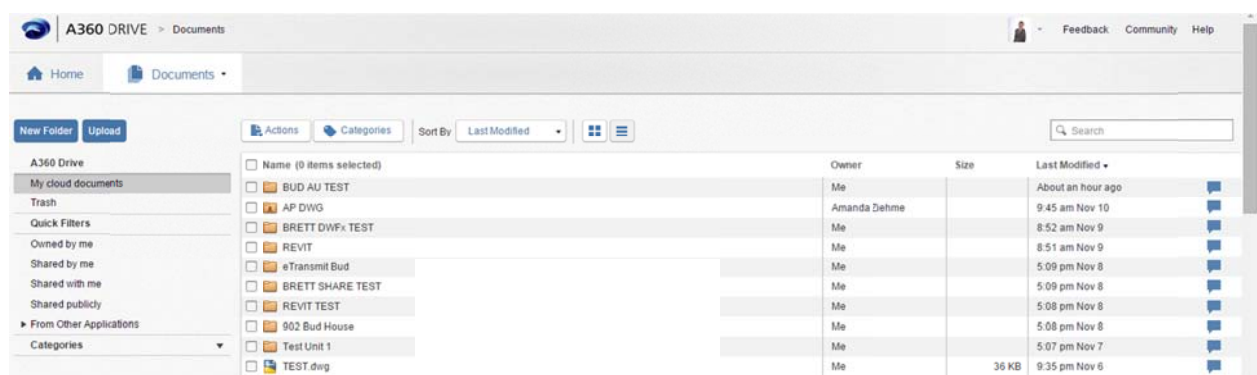 A360 DRIVE > Documents
Feedback Community Help
Home Documents
New Folder Upload
Actions Categories Sort By Last Modified
Search
A360 Drive
My cloud documents
Trash
Quick Filters
Owned by me
Shared by me
Shared with me
Shared publicly
From Other Applications
Categories
Name (0 items selected) Owner Size Last Modified
BUD AU TEST Me About an hour ago
AP DWG Amanda Dehme 9:45 am Nov 10
BRETT DWFx TEST Me 8:52 am Nov 9
REVIT Me 8:51 am Nov 9
eTransmit Bud Me 5:09 pm Nov 8
BRETT SHARE TEST Me 5:09 pm Nov 8
REVIT TEST Me 5:08 pm Nov 8
902 Bud House Me 5:08 pm Nov 8
Test Unit 1 Me 5:07 pm Nov 7
TEST.dwg Me 36 KB 9:35 pm Nov 6